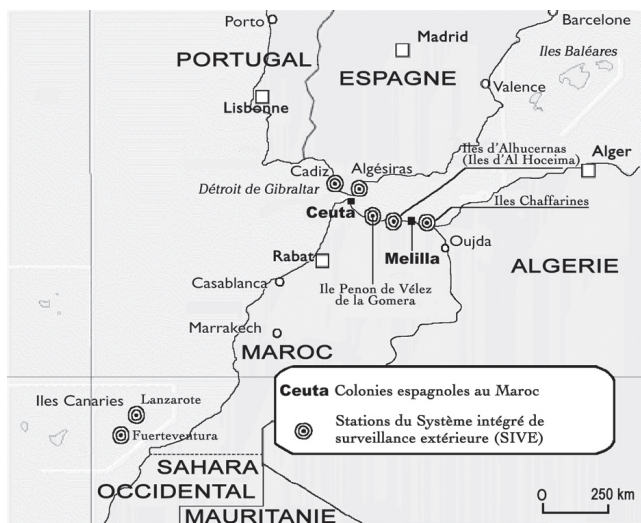 Porto
Barcelone
Madrid
PORTUGAL
ESPAGNE
Iles Baléares
Valence
Lisbonne
Iles d'Alhucernas
(Iles d'Al Hoceima)
Alger
Cadiz
Algésiras
Détroit de Gibraltar
Iles Chaffarines
Ceuta
Melilla
Oujda
Rabat
ALGERIE
Ile Penon de Vélez
de la Gomera
Casablanca
Marrakech
MAROC
Iles Canaries
Lanzarote
Fuerteventura
Ceuta Colonies espagnoles au Maroc
Stations du Système intégré de
surveillance extérieure (SIVE)
SAHARA
OCCIDENTAL
MAURITANIE
0 250 km